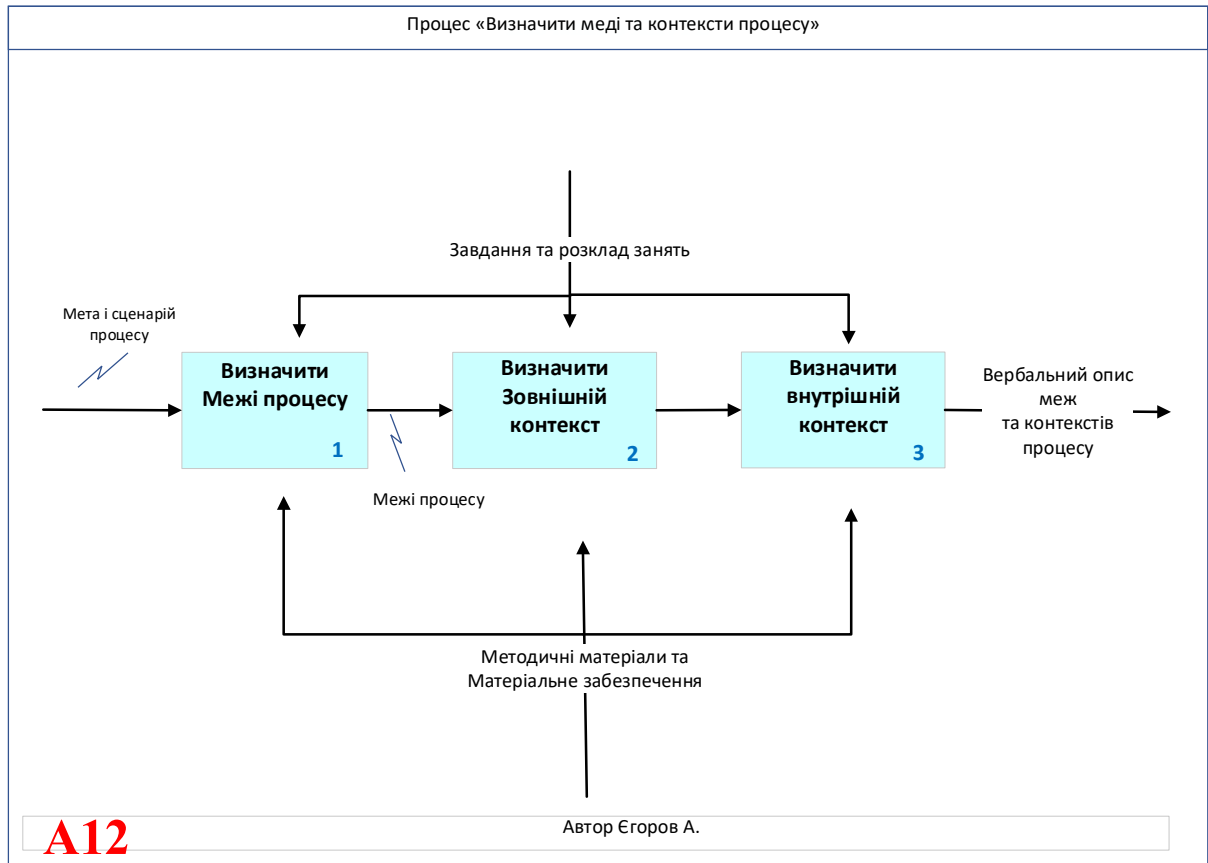 Процес «Визначити меді та контексти процесу»
Завдання та розклад занять
Мета і сценарій
процесу
Визначити
Межі процесу
1
Визначити
Зовнішній
контекст
2
Визначити
внутрішній
контекст
3
Вербальний опис
меж
та контекстів
процесу
Межі процесу
Методичні матеріали та
Матеріальне забезпечення
A12
Автор Єгоров А.